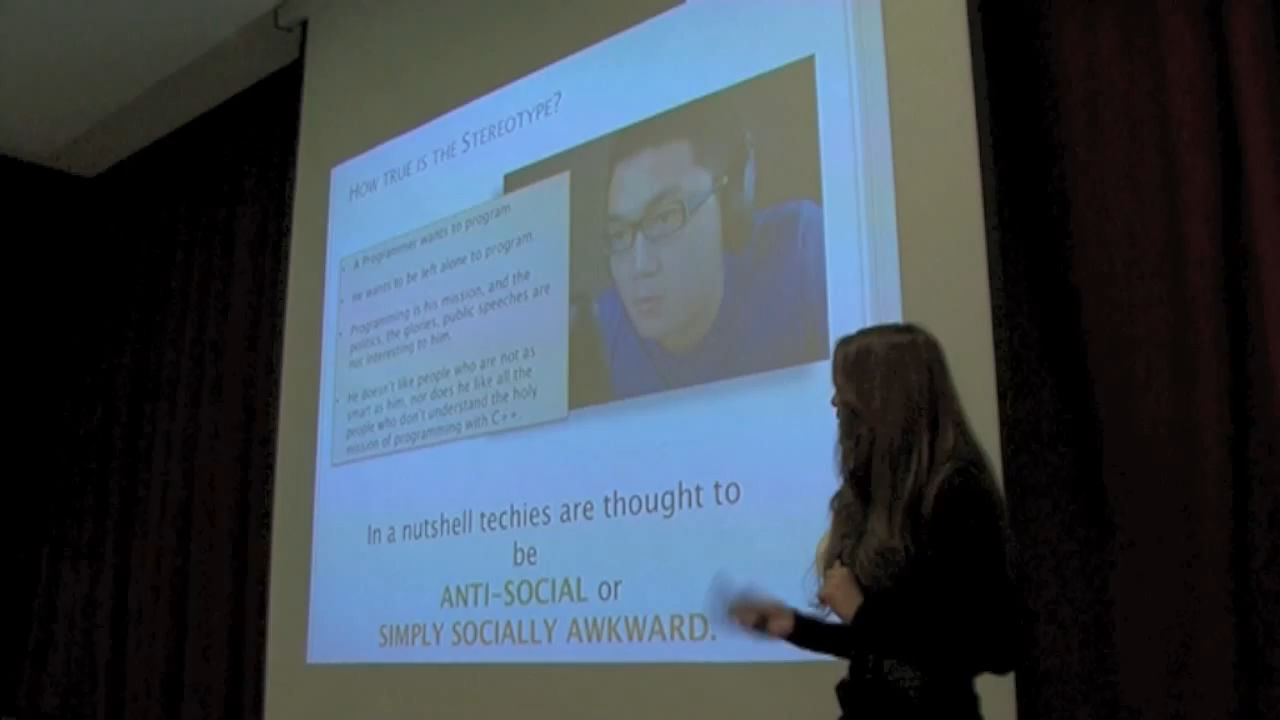 HOW TRUE IS THE STEREOTYPE?
• A Programmer wants to program
• He wants to be left alone to program.
• Programming is his mission, and the
politics, the glories, public speeches are
not interesting to him.
• He doesn't like people who are not as
smart as him, nor does he like all the
people who don't understand the holy
mission of programming with C++.
In a nutshell techies are thought to
be
ANTI-SOCIAL or
SIMPLY SOCIALLY AWKWARD.